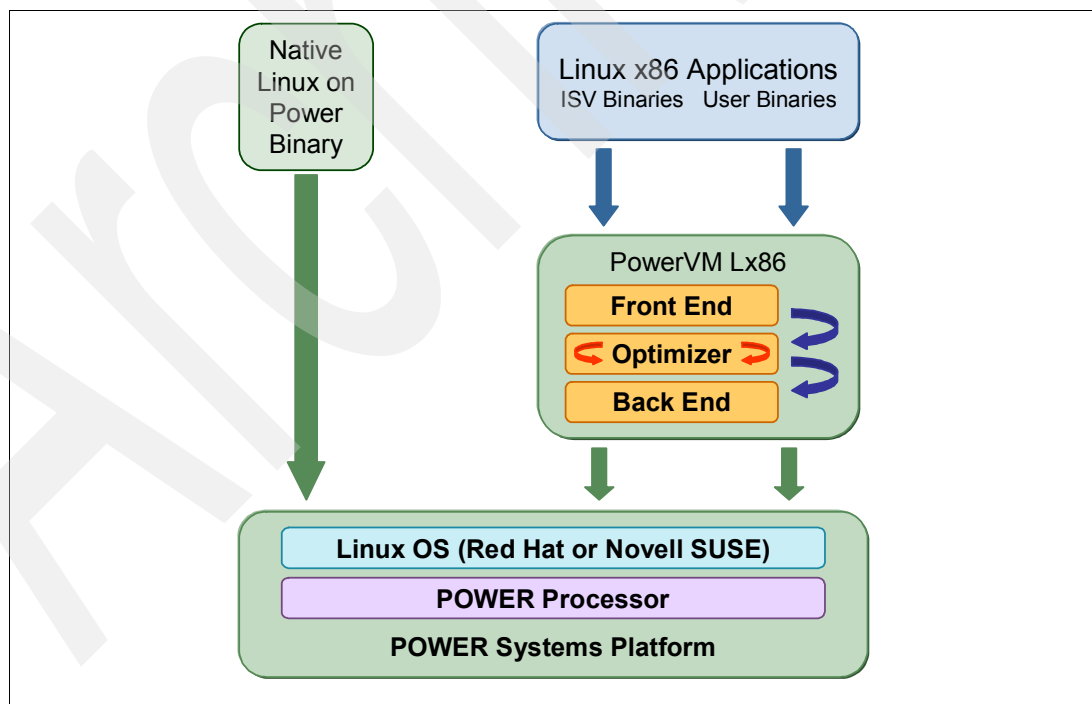 Native
Linux on
Power
Binary
Linux x86 Applications
ISV Binaries User Binaries
PowerVM Lx86
Front End
Optimizer
Back End
Linux OS (Red Hat or Novell SUSE)
POWER Processor
POWER Systems Platform